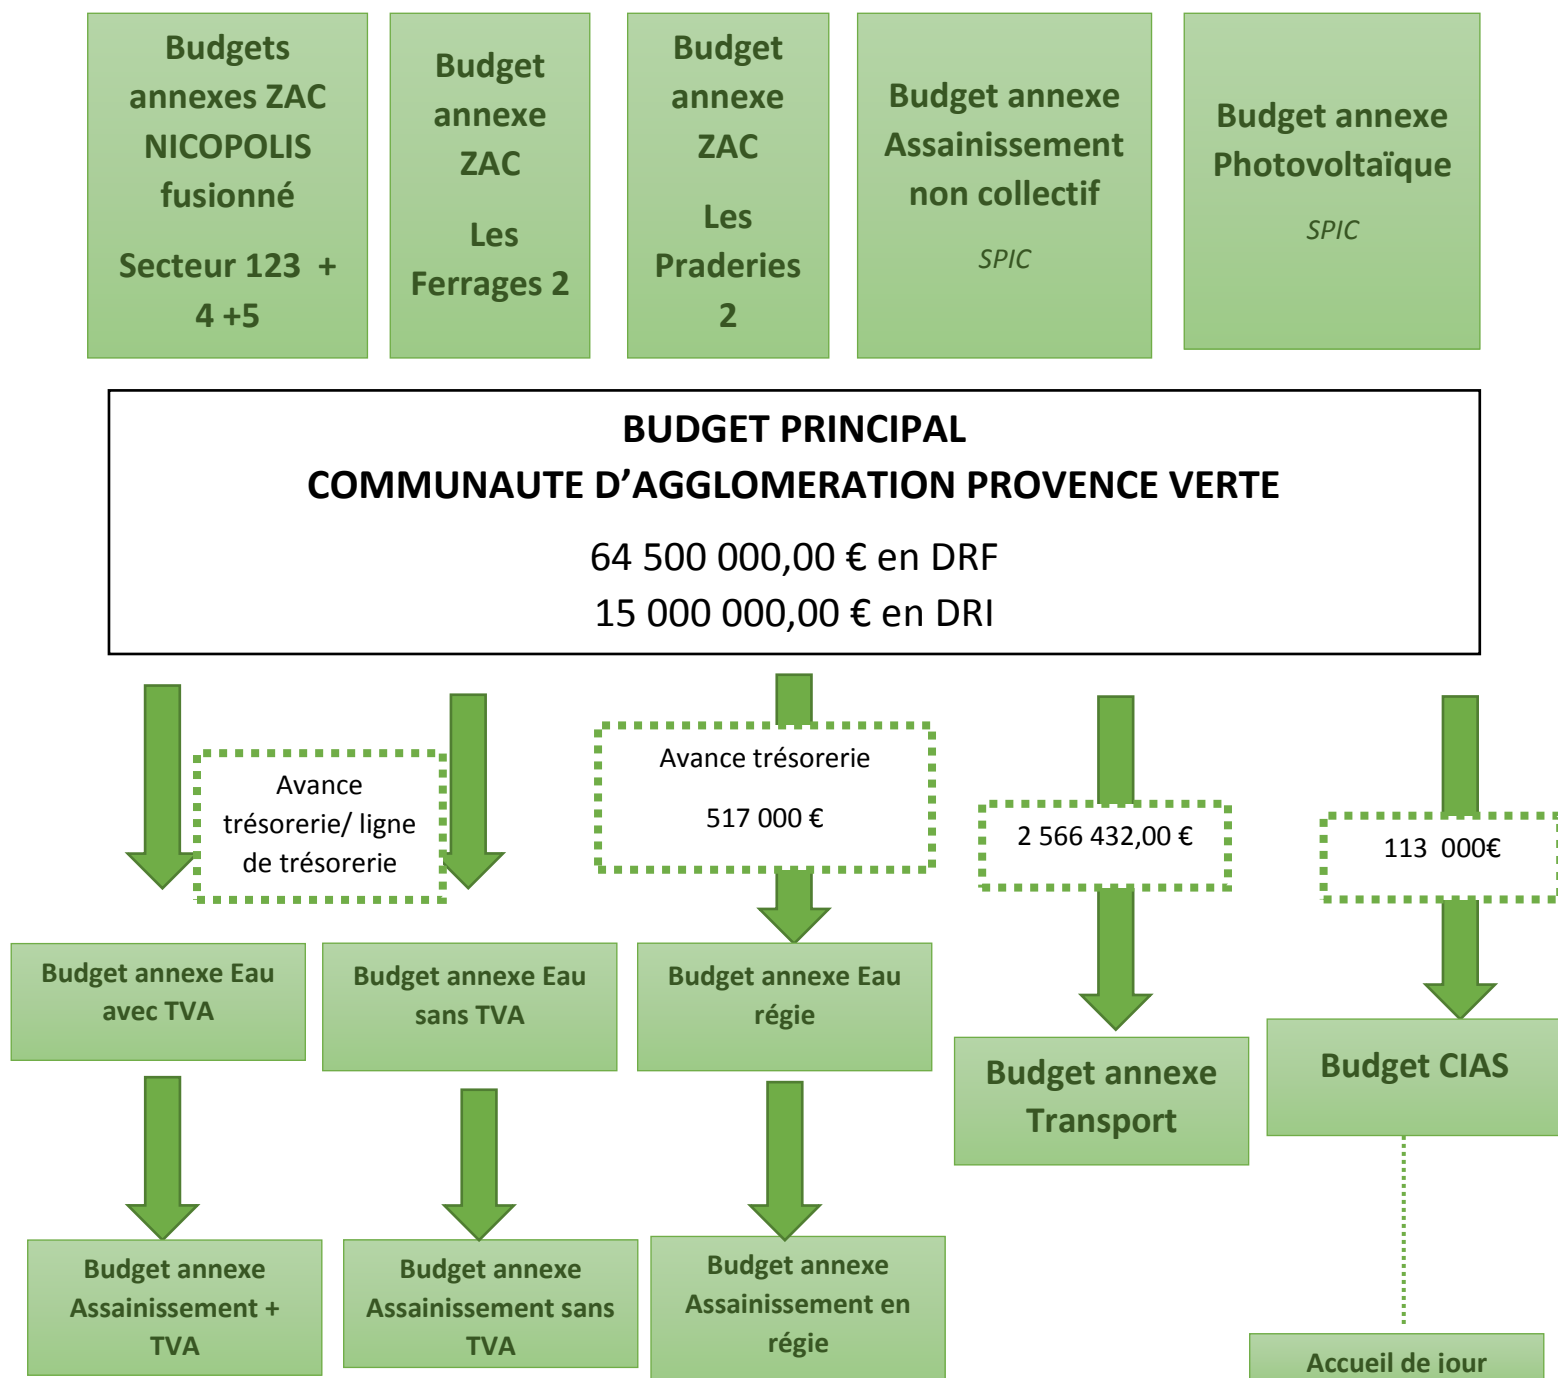 Budgets
annexes ZAC
NICOPOLIS
fusionné
Secteur 123 +
4 +5
Budget
annexe
ZAC
Les
Ferrages 2
Budget
annexe
ZAC
Les
Praderies
2
Budget annexe
Assainissement
non collectif
SPIC
Budget annexe
Photovoltaïque
SPIC
BUDGET PRINCIPAL
COMMUNAUTE D’AGGLOMERATION PROVENCE VERTE
64 500 000,00 € en DRF
15 000 000,00 € en DRI
Avance
trésorerie/ ligne
de trésorerie
Avance trésorerie
517 000 €
2 566 432,00 €
113 000€
Budget annexe Eau
avec TVA
Budget annexe Eau
sans TVA
Budget annexe Eau
régie
Budget annexe
Transport
Budget CIAS
Budget annexe
Assainissement +
TVA
Budget annexe
Assainissement sans
TVA
Budget annexe
Assainissement en
régie
Accueil de jour